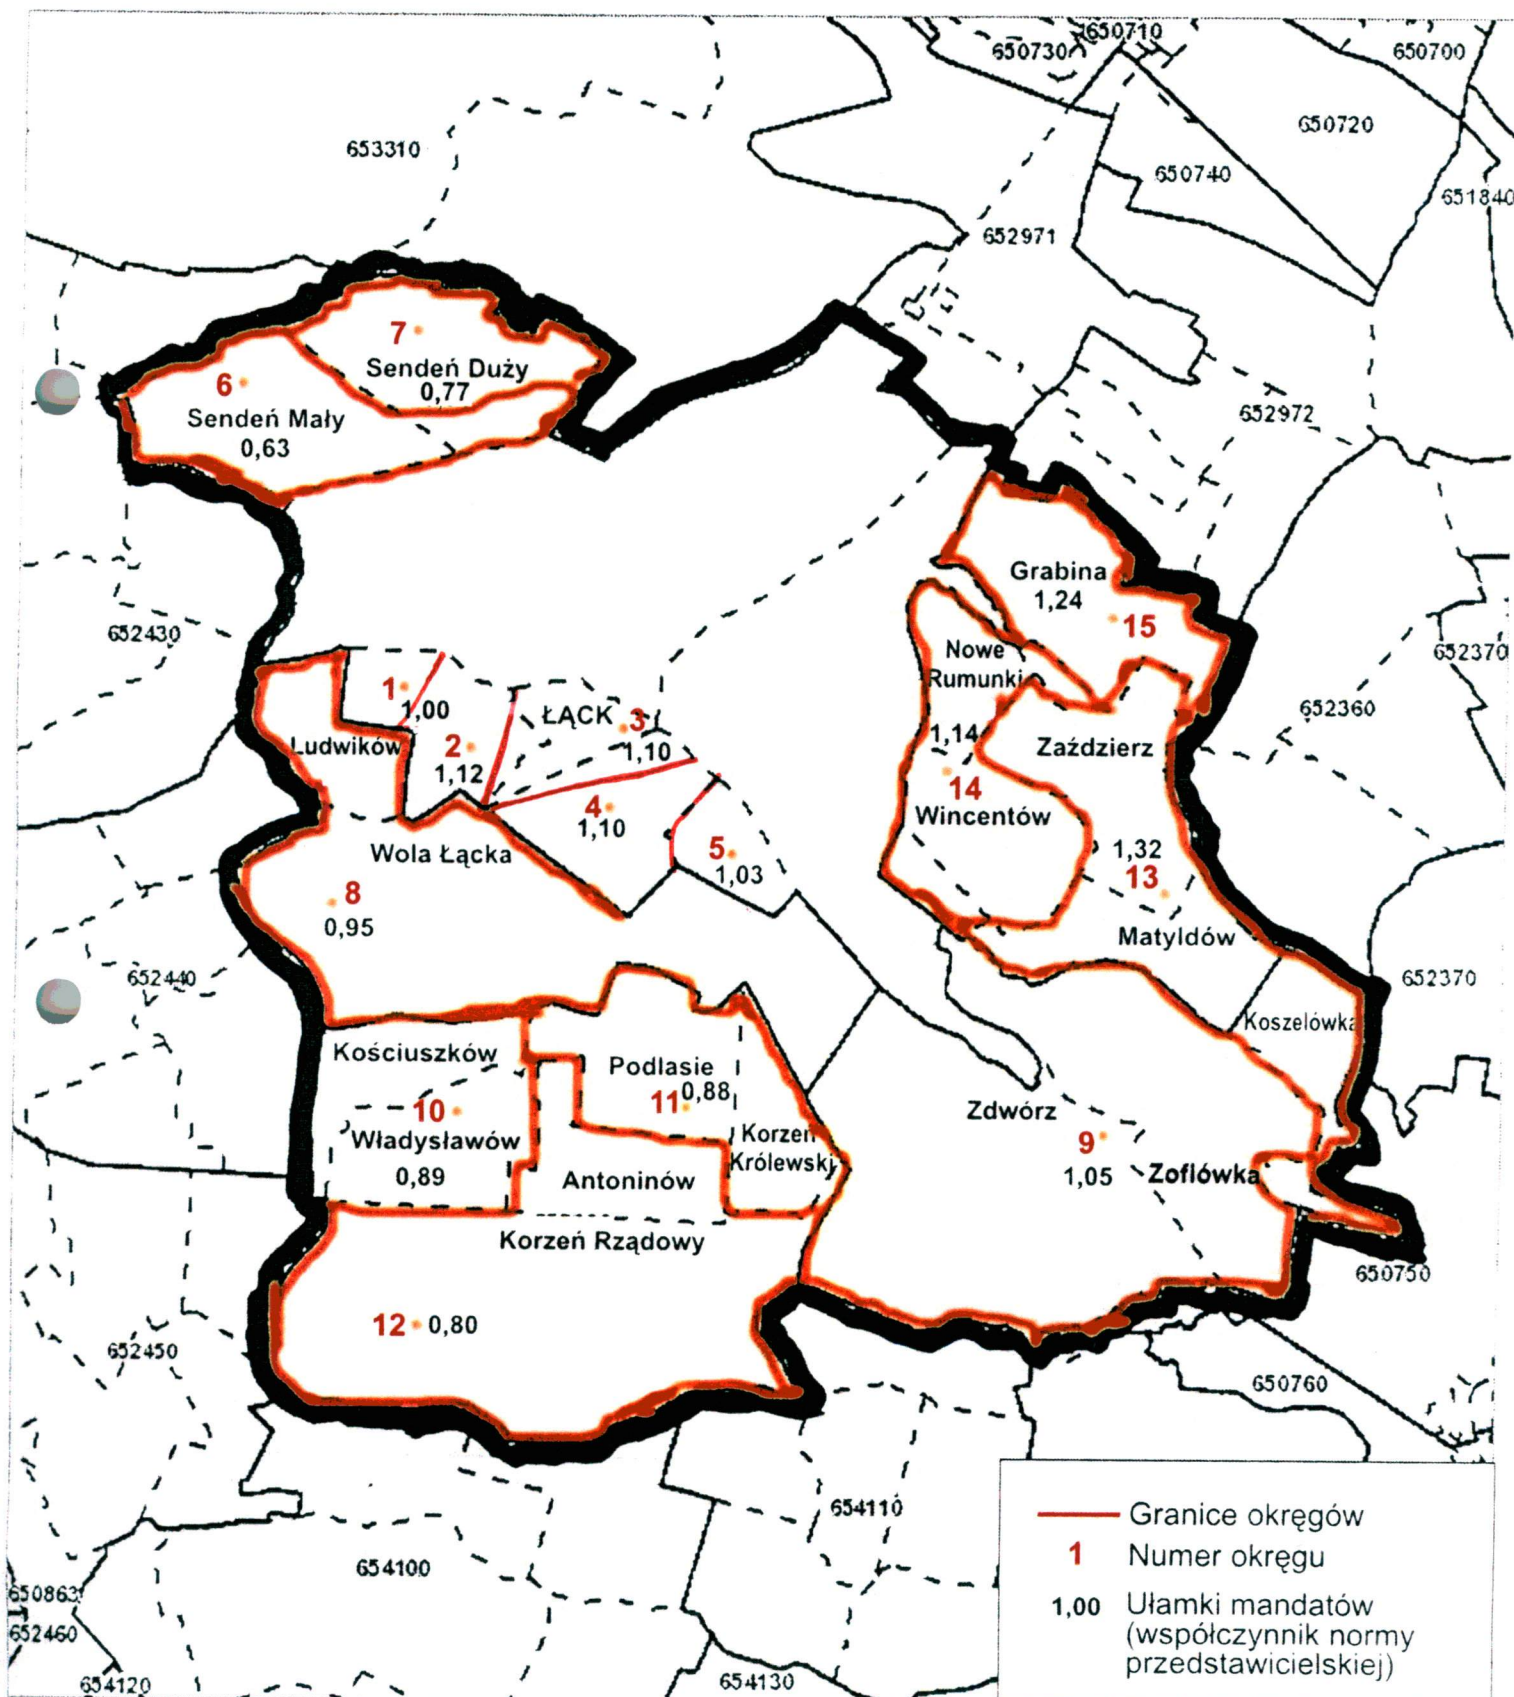 650710
650730
650700
650720
653310
650740
651840
652971
7
Sendeń Duży
0,77
6
Sendeń Mały
0,63
652972
Grabina
1,24
15
652430
Nowe
Rumunki
652370
1
1,00
ŁĄCK
3
1,10
652360
Ludwików
2
1,12
1,14
Zaździerz
14
4
1,10
Wincentów
Wola Łącka
5
1,03
1,32
13
8
0,95
Matyldów
652440
652370
Koszelówka
Kościuszków
Podlasie
0,88
11
10
Zdwórz
Władysławów
0,89
Korzeń
Królewski
9
1,05
Zofiówka
Antoninów
Korzeń Rządowy
650750
12
0,80
652450
650760
654110
654100
650863
652460
654120
654130
Granice okręgów
1 Numer okręgu
1,00 Ułamki mandatów
(współczynnik normy
przedstawicielskiej)